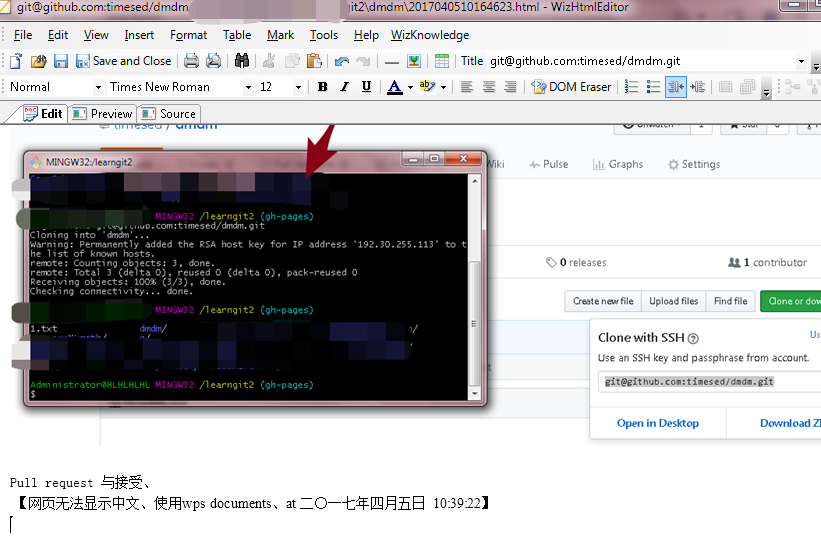 git@github.com:timesed/dmdm
git2\dmdm\2017040510164623.html - WizHtmlEditor
File Edit View Insert Format Table Mark Tools Help WizKnowledge
Save and Close Title git@github.com:timesed/dmdm.git
Normal Times New Roman 12 B I U A ab DOM Eraser
Edit Preview Source
timesed / dmdm Unwatch 1 Star 0
MINGW32:/learngit2
Wiki Pulse Graphs Settings
MINGW32 /learngit2 (gh-pages)
git@github.com:timesed/dmdm.git
Cloning into 'dmdm'...
Warning: Permanently added the RSA host key for IP address '192.30.255.113' to t
he list of known hosts.
remote: Counting objects: 3, done.
remote: Total 3 (delta 0), reused 0 (delta 0), pack-reused 0
Receiving objects: 100% (3/3), done.
Checking connectivity... done.
MINGW32 /learngit2 (gh-pages)
1.txt dmdm/
Administrator@HLHLHLHL MINGW32 /learngit2 (gh-pages)
$
0 releases 1 contributor
Create new file Upload files Find file Clone or dow
Clone with SSH ? Us
Use an SSH key and passphrase from account.
git@github.com:timesed/dmdm.git
Open in Desktop Download ZI
Pull request 与接受、
【网页无法显示中文、使用wps documents、at 二〇一七年四月五日 10:39:22】